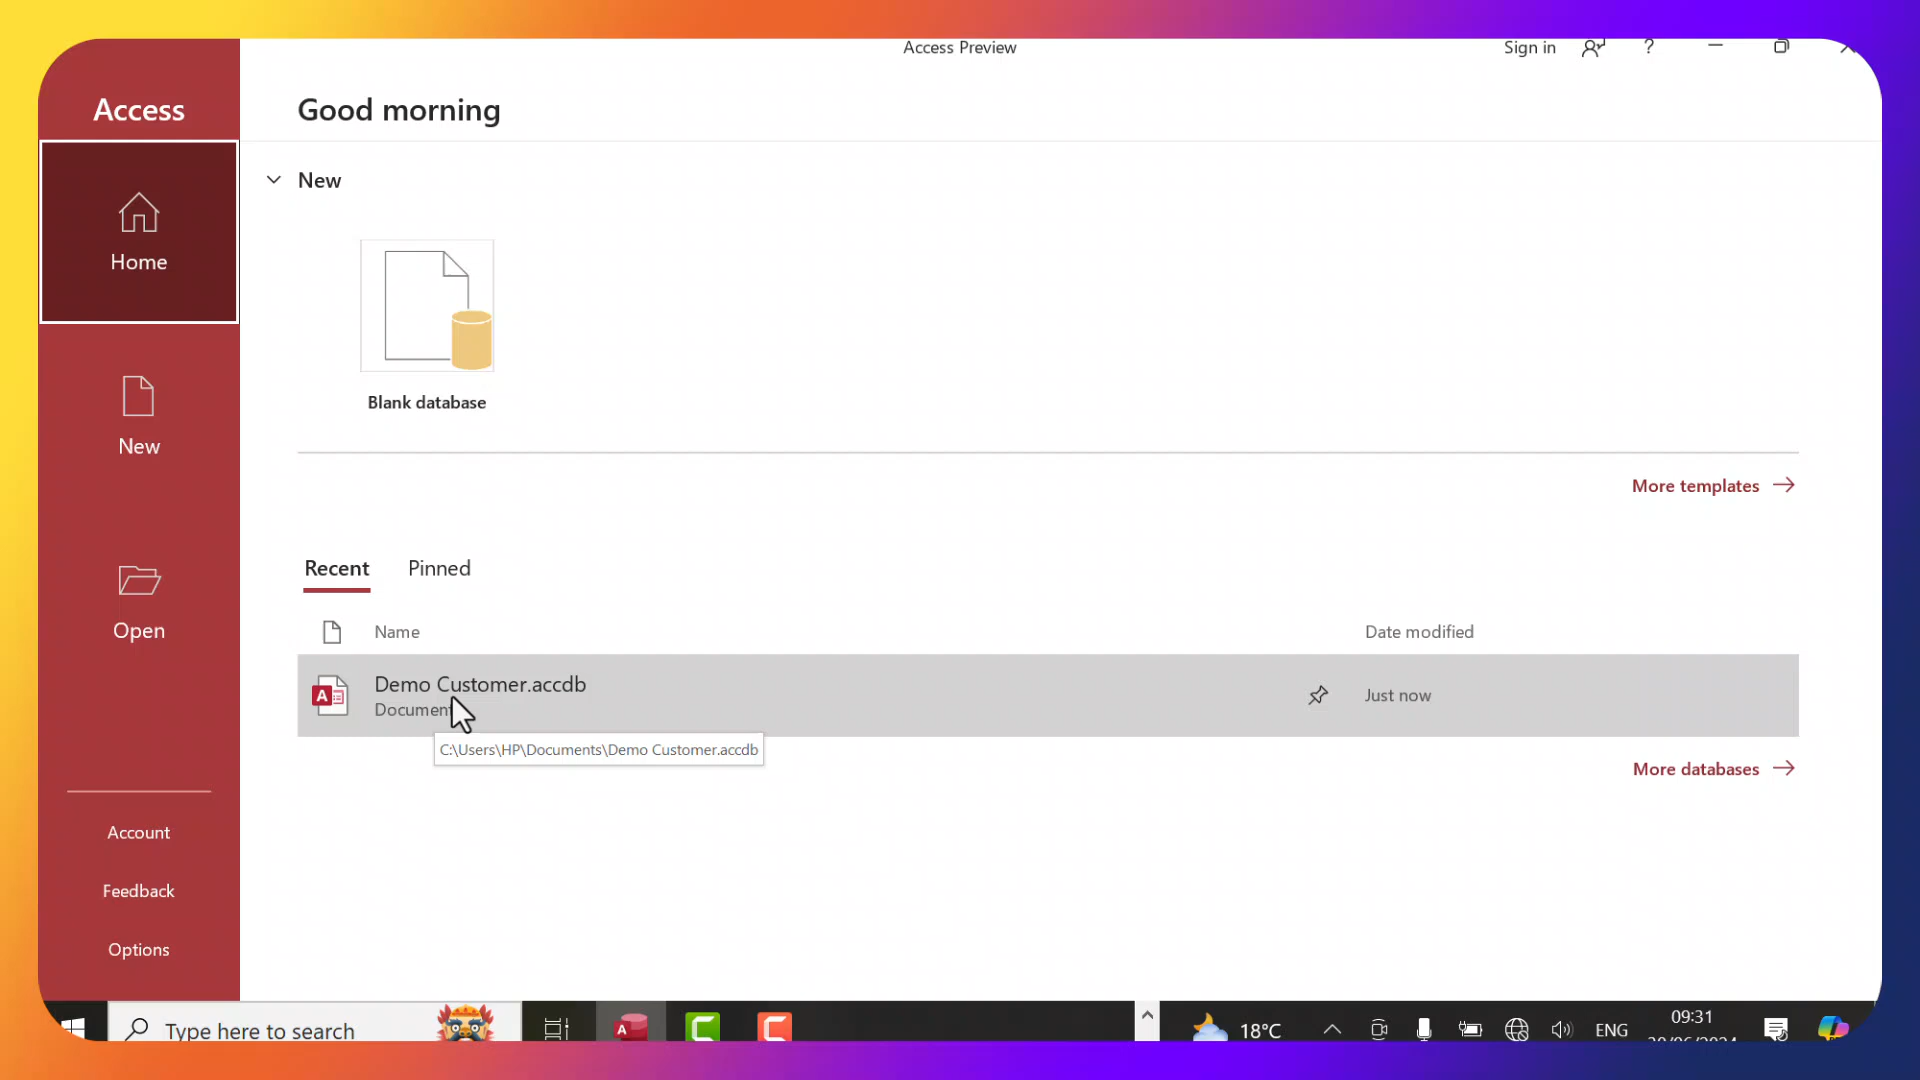 Access Preview
Sign in
?
Access
Good morning
Home
New
Blank database
New
More templates
Recent
Pinned
Open
Name
Date modified
A
Demo Customer.accdb
Just now
C:\Users\HP\Documents\Demo Customer.accdb
More databases
Account
Feedback
Options
Type here to search
A
18°C
ENG
09:31